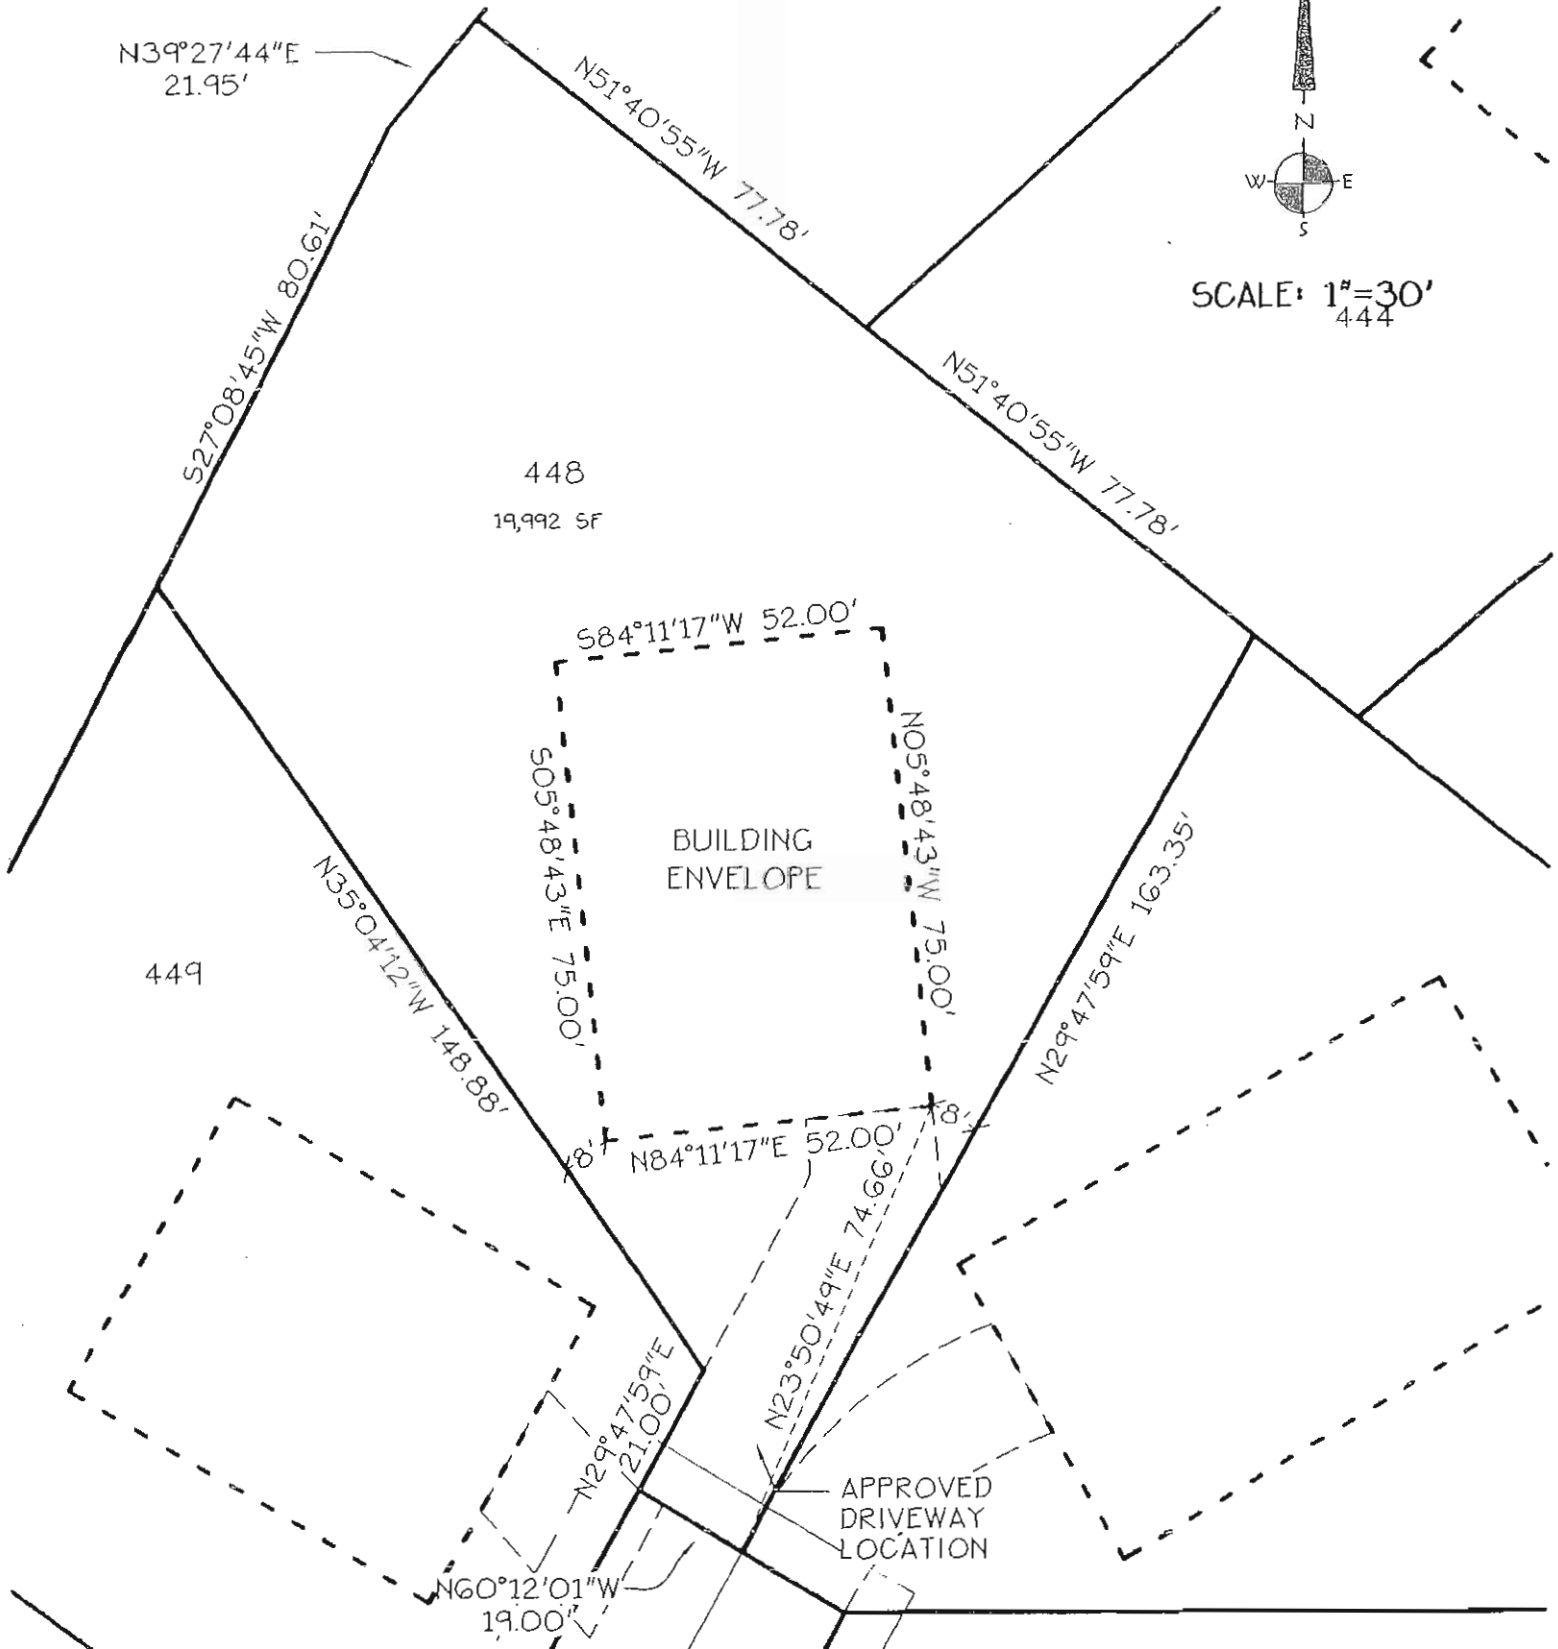 N39°27'44"E
21.95'
N51°40'55"W 77.78'
N
W E
S
SCALE: 1"=30'
444
S27°08'45"W 80.61'
N51°40'55"W 77.78'
448
19,992 SF
S84°11'17"W 52.00'
S05°48'43"E 75.00'
N05°48'43"W 75.00'
BUILDING
ENVELOPE
N35°04'12"W 148.88'
N29°47'59"E 163.35'
449
8'
8'
N84°11'17"E 52.00'
N23°50'49"E 74.66'
N29°47'59"E
21.00'
APPROVED
DRIVEWAY
LOCATION
N60°12'01"W
19.00'